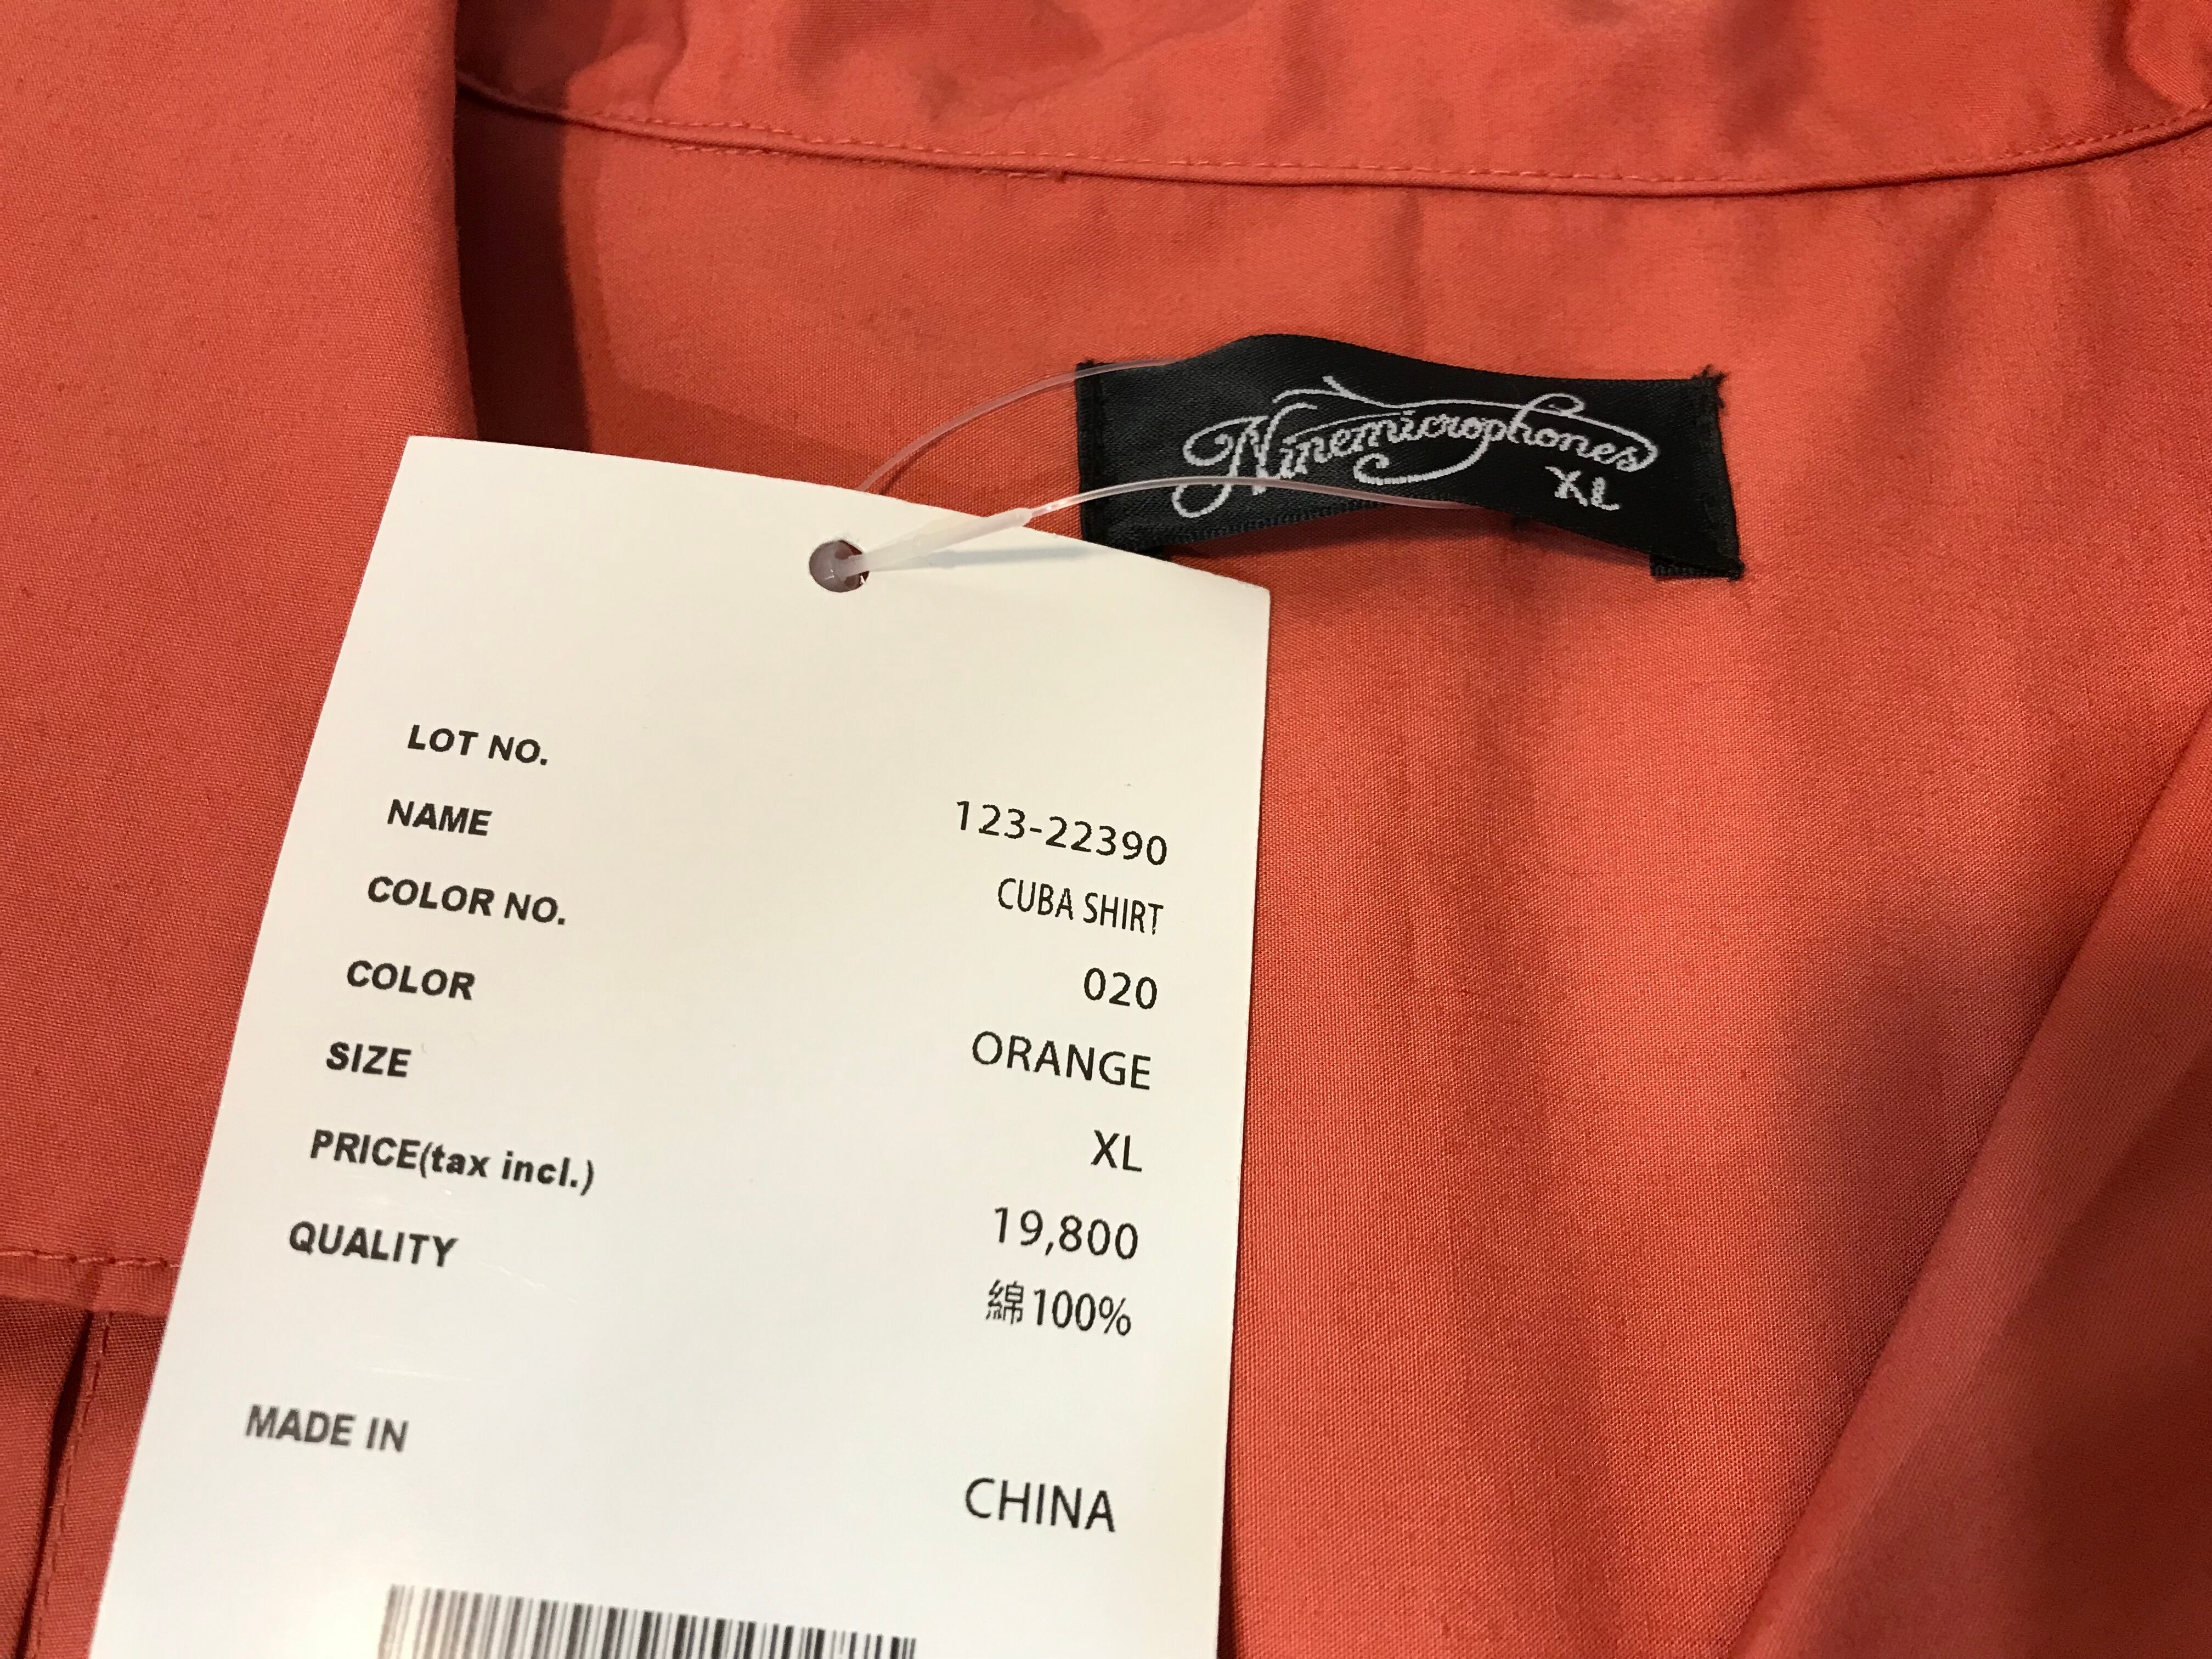 Ninemicrophones
XL
LOT NO.
123-22390
NAME
CUBA SHIRT
COLOR NO.
020
COLOR
ORANGE
SIZE
XL
PRICE(tax incl.)
19,800
QUALITY
綿100%
MADE IN
CHINA